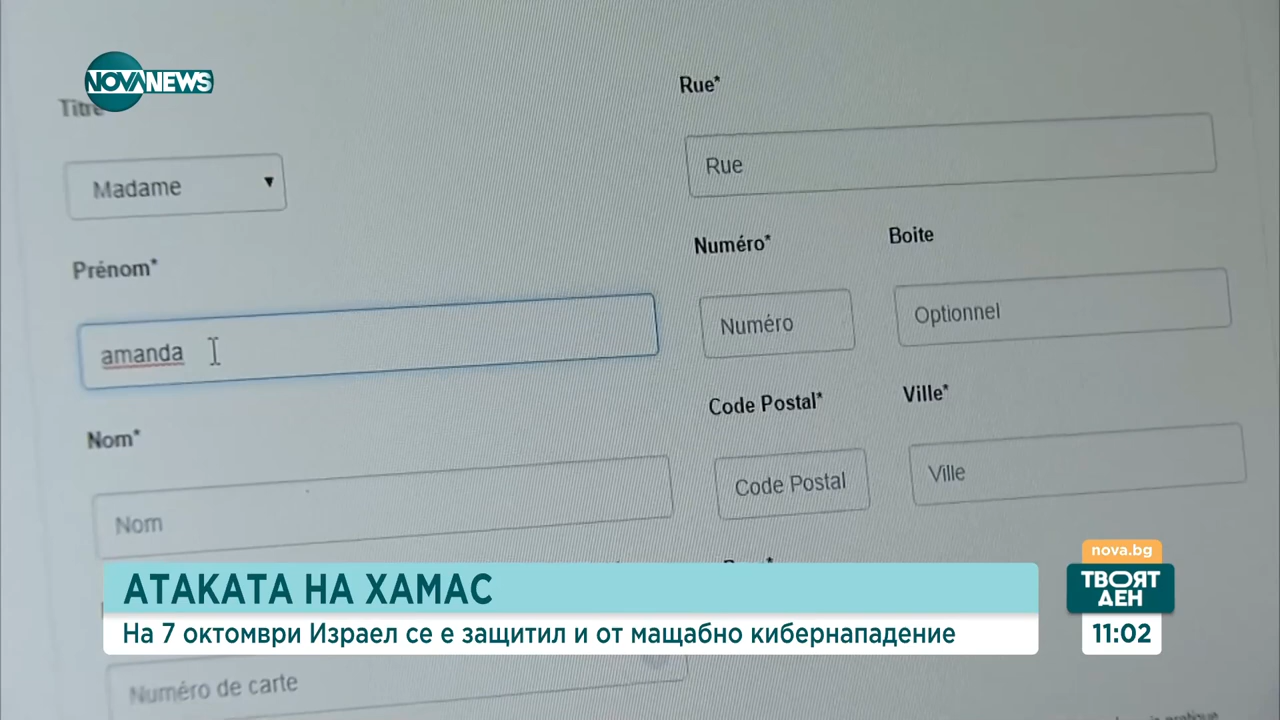 NOVANEWS
Titre
Madame
Prénom*
amanda
Nom*
Nom
Numéro de carte
Rue*
Rue
Numéro*
Boite
Numéro
Optionnel
Code Postal*
Ville*
Code Postal
Ville
АТАКАТА НА ХАМАС
На 7 октомври Израел се е защитил и от мащабно кибернападение
nova.bg
ТВОЯТ
ДЕН
11:02